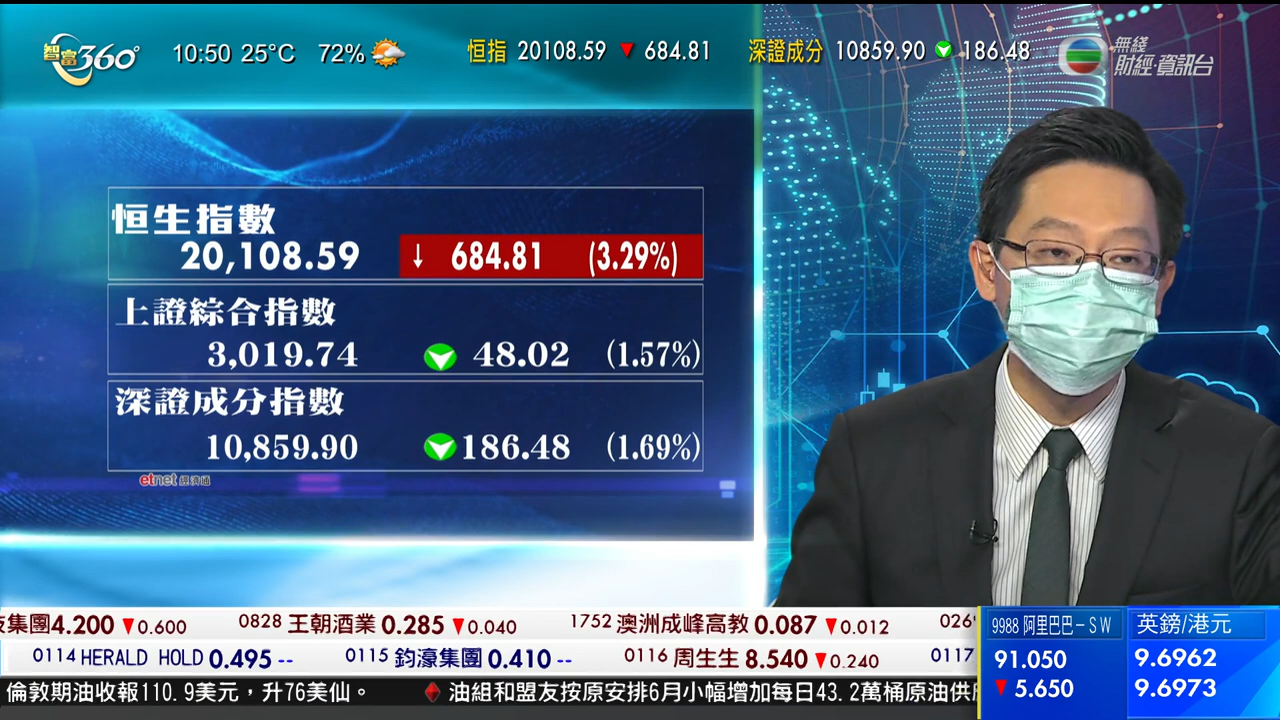 智富360°
10:50 25°C 72%
恒指 20108.59 ▼ 684.81 深證成分 10859.90 186.48
無綫
財經·資訊台
恒生指數
20,108.59 ↓ 684.81 (3.29%)
上證綜合指數
3,019.74 48.02 (1.57%)
深證成分指數
10,859.90 186.48 (1.69%)
etnet 經濟通
集團4.200 ▼0.600 0828 王朝酒業 0.285 ▼0.040 1752 澳洲成峰高教 0.087 ▼0.012 026
0114 HERALD HOLD 0.495 -- 0115 鈞濠集團 0.410 -- 0116 周生生 8.540 ▼0.240 0117
倫敦期油收報110.9美元，升76美仙。 油組和盟友按原安排6月小幅增加每日43.2萬桶原油供
9988 阿里巴巴－ＳＷ
91.050
▼ 5.650
英鎊/港元
9.6962
9.6973